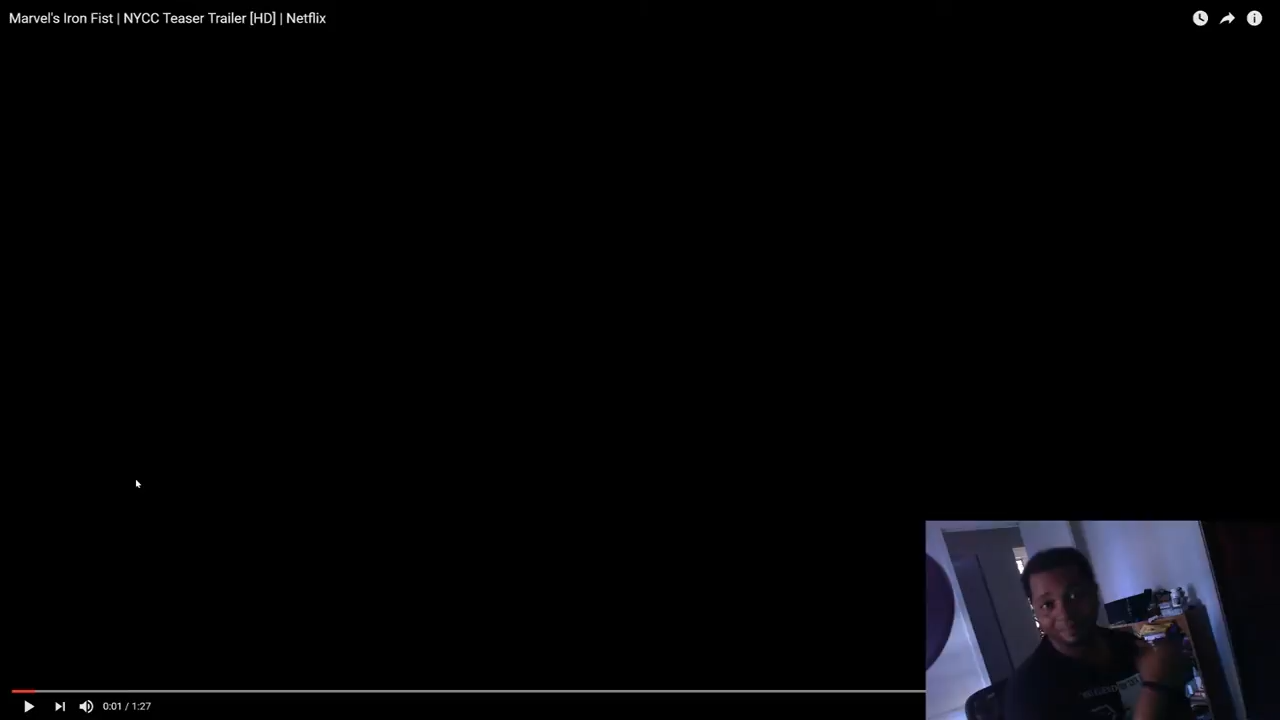 Marvel's Iron Fist | NYCC Teaser Trailer [HD] | Netflix
0:01 / 1:27